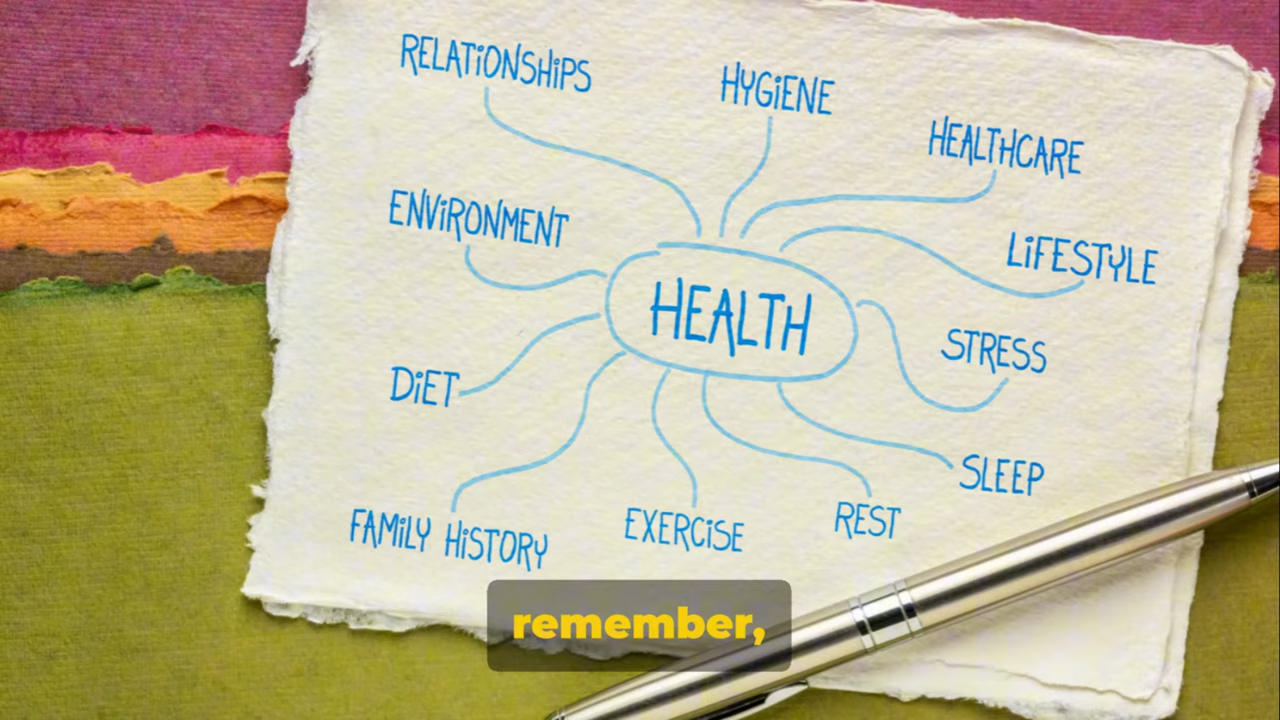 RELATIONSHIPS
HYGIENE
HEALTHCARE
ENVIRONMENT
LIFESTYLE
HEALTH
STRESS
DIET
SLEEP
FAMILY HISTORY
EXERCISE
REST
remember,